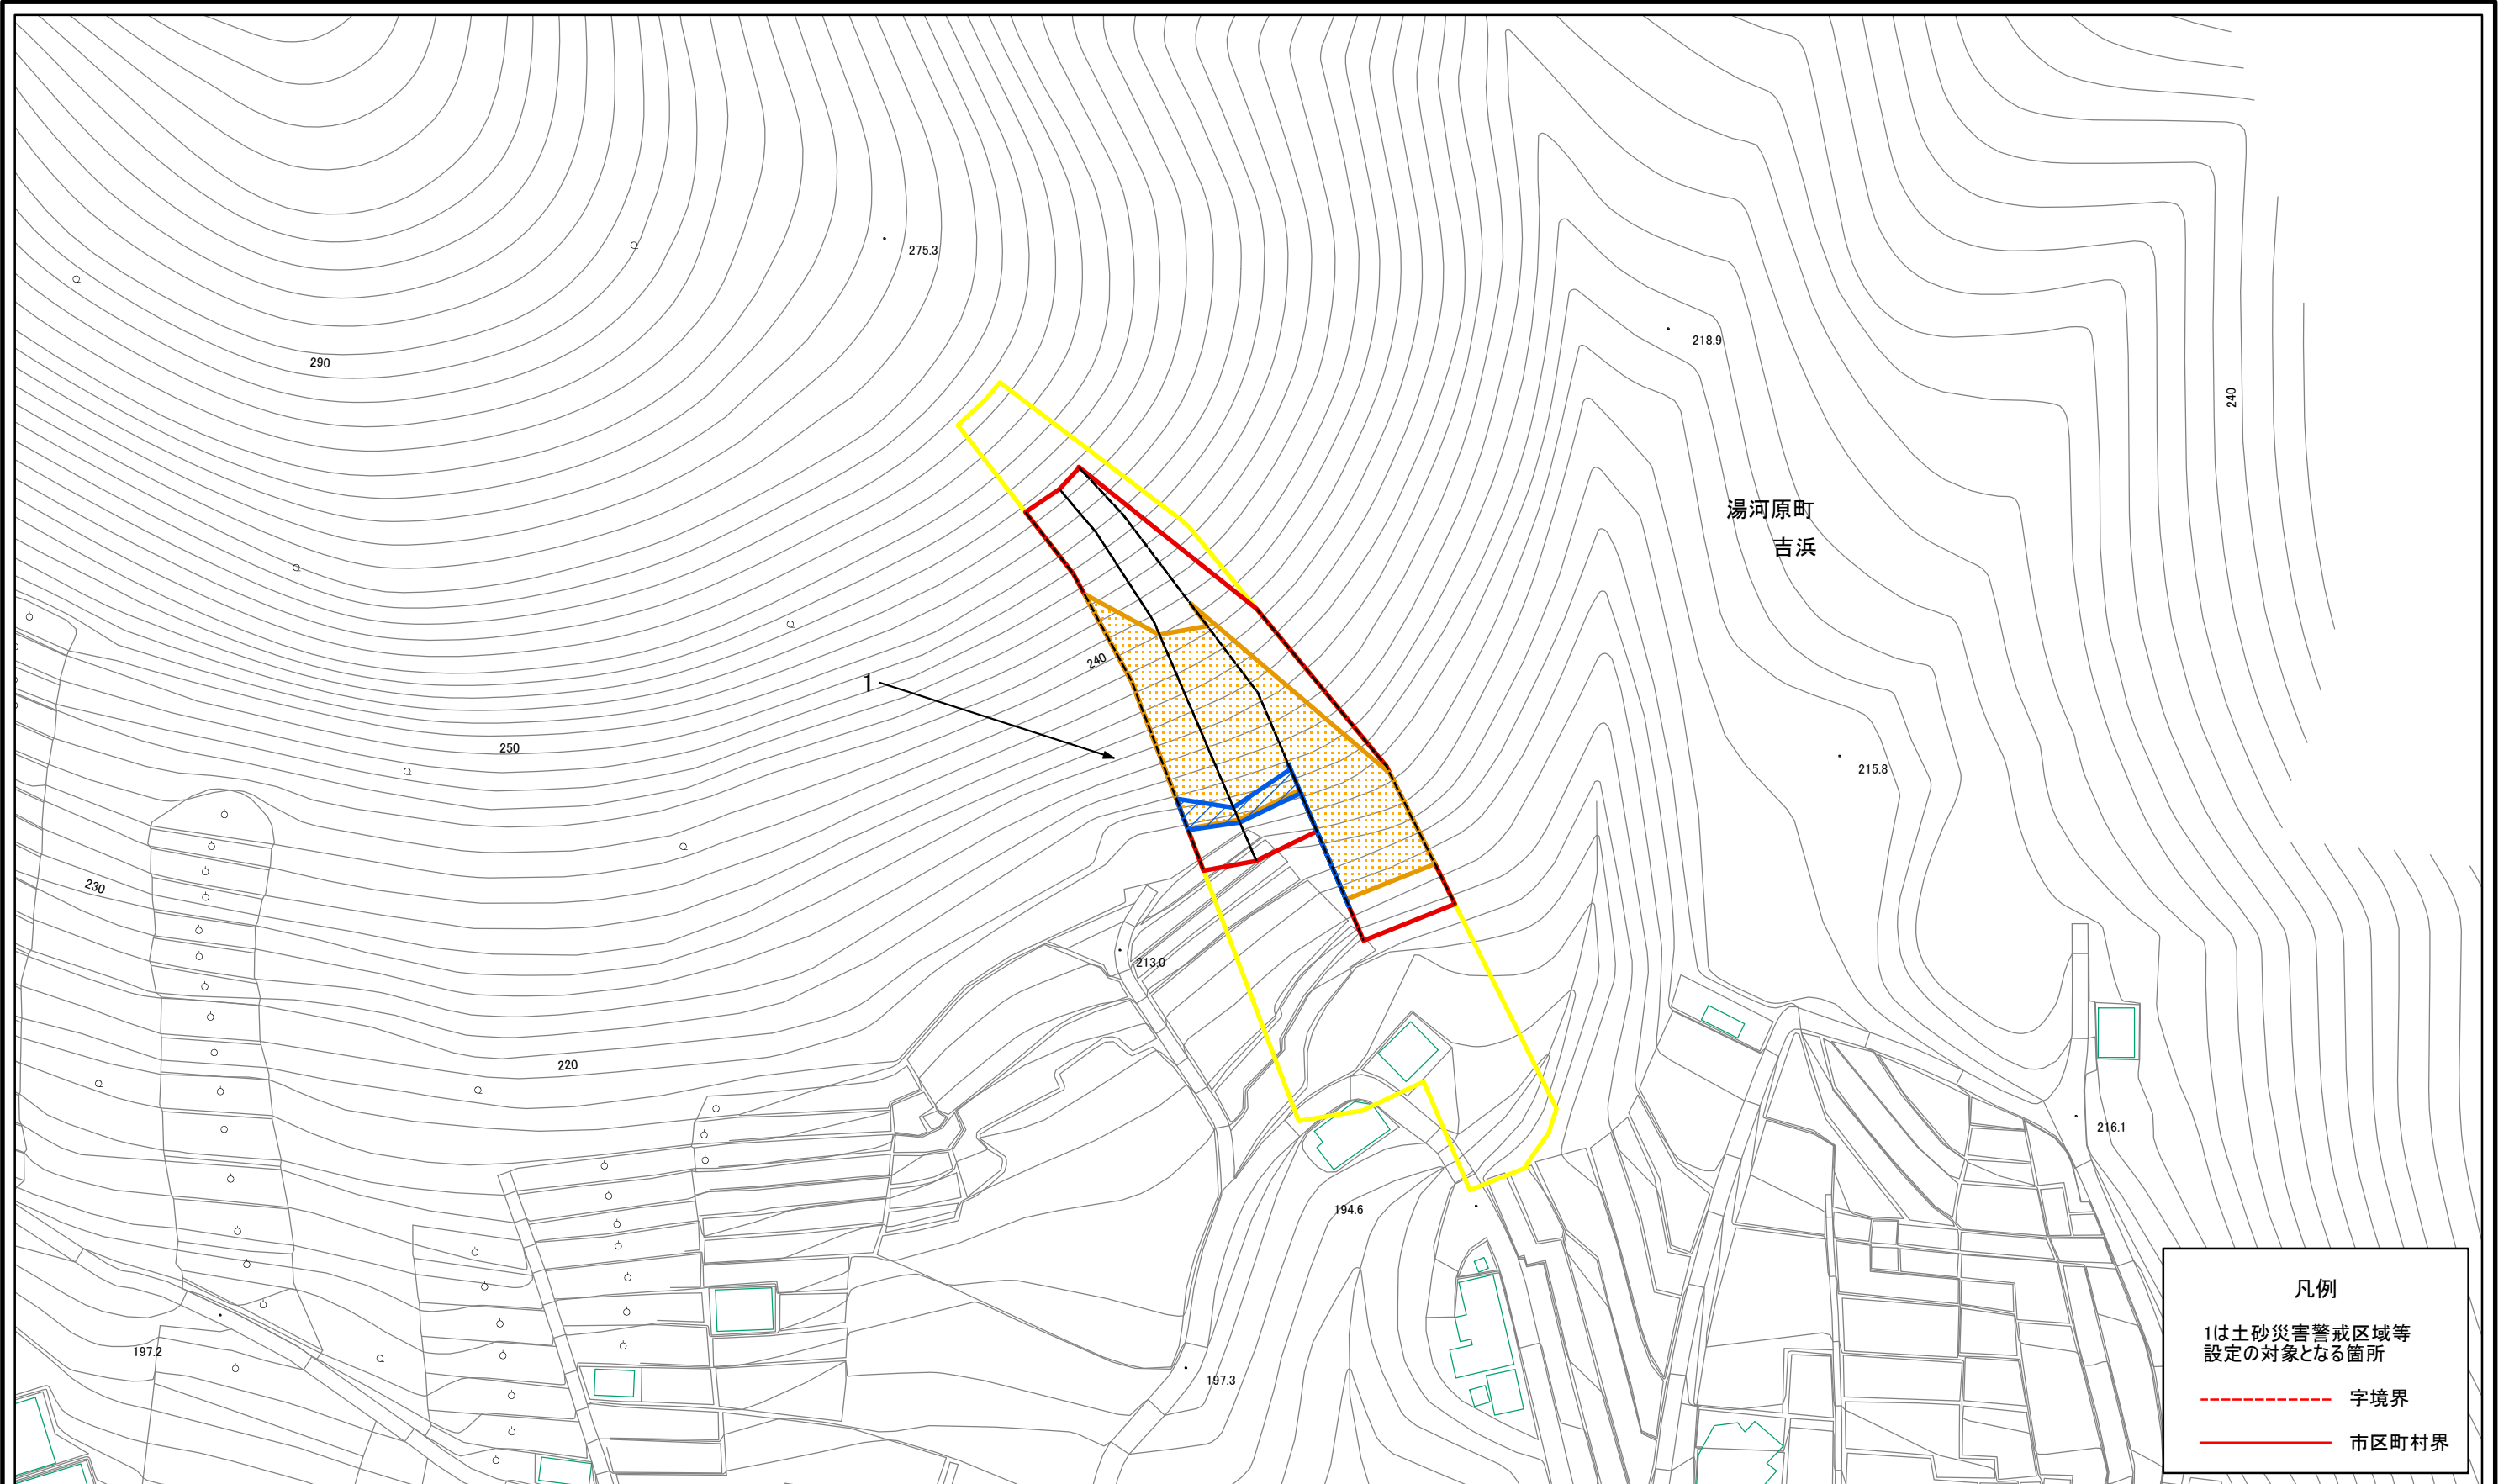 275.3
290
218.9
240
湯河原町
吉浜
240
1
250
215.8
230
213.0
220
216.1
194.6
197.2
197.3
凡例
1は土砂災害警戒区域等
設定の対象となる箇所
字境界
市区町村界